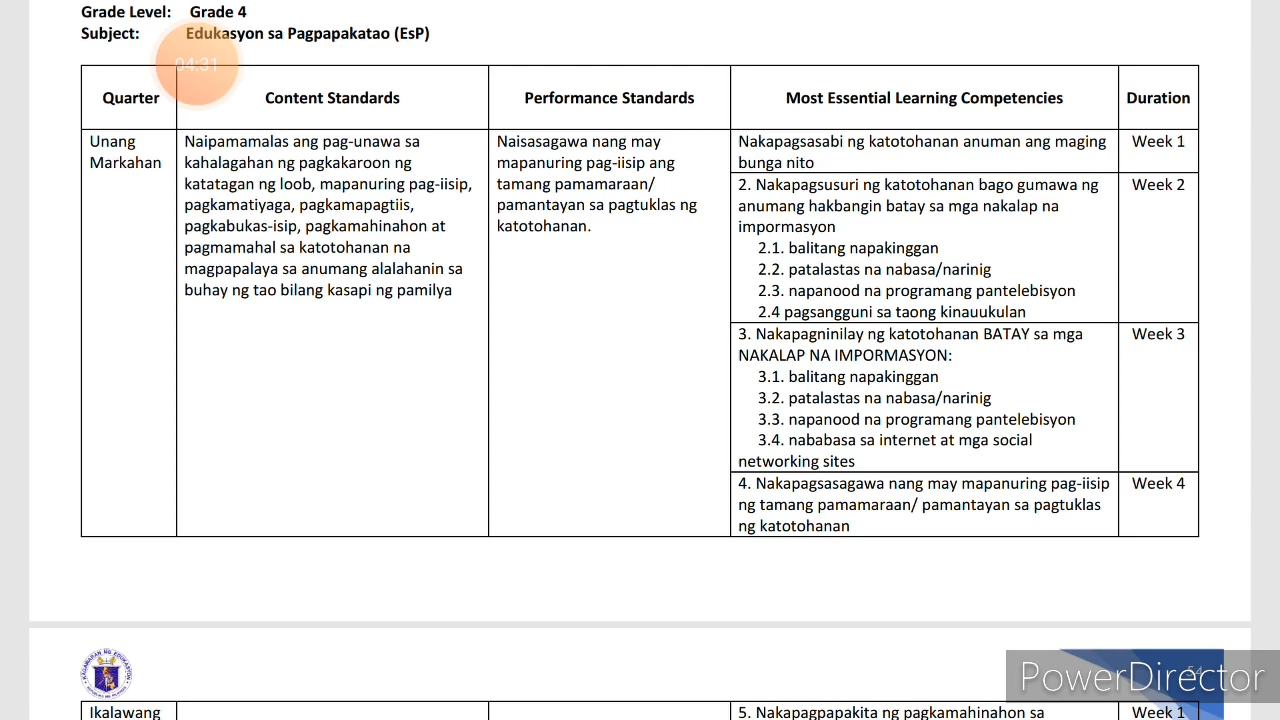 Grade Level: Grade 4
Subject: Edukasyon sa Pagpapakatao (EsP)
04:31
Quarter
Content Standards
Performance Standards
Most Essential Learning Competencies
Duration
Unang
Markahan
Naipamamalas ang pag-unawa sa
kahalagahan ng pagkakaroon ng
katatagan ng loob, mapanuring pag-iisip,
pagkamatiyaga, pagkamapagtiis,
pagkabukas-isip, pagkamahinahon at
pagmamahal sa katotohanan na
magpapalaya sa anumang alalahanin sa
buhay ng tao bilang kasapi ng pamilya
Naisasagawa nang may
mapanuring pag-iisip ang
tamang pamamaraan/
pamantayan sa pagtuklas ng
katotohanan.
Nakapagsasabi ng katotohanan anuman ang maging
bunga nito
Week 1
2. Nakapagsusuri ng katotohanan bago gumawa ng
anumang hakbangin batay sa mga nakalap na
impormasyon
2.1. balitang napakinggan
2.2. patalastas na nabasa/narinig
2.3. napanood na programang pantelebisyon
2.4 pagsangguni sa taong kinauukulan
Week 2
3. Nakapagninilay ng katotohanan BATAY sa mga
NAKALAP NA IMPORMASYON:
3.1. balitang napakinggan
3.2. patalastas na nabasa/narinig
3.3. napanood na programang pantelebisyon
3.4. nababasa sa internet at mga social
networking sites
Week 3
4. Nakapagsasagawa nang may mapanuring pag-iisip
ng tamang pamamaraan/ pamantayan sa pagtuklas
ng katotohanan
Week 4
54
PowerDirector
Ikalawang
5. Nakapagpapakita ng pagkamahinahon sa
Week 1